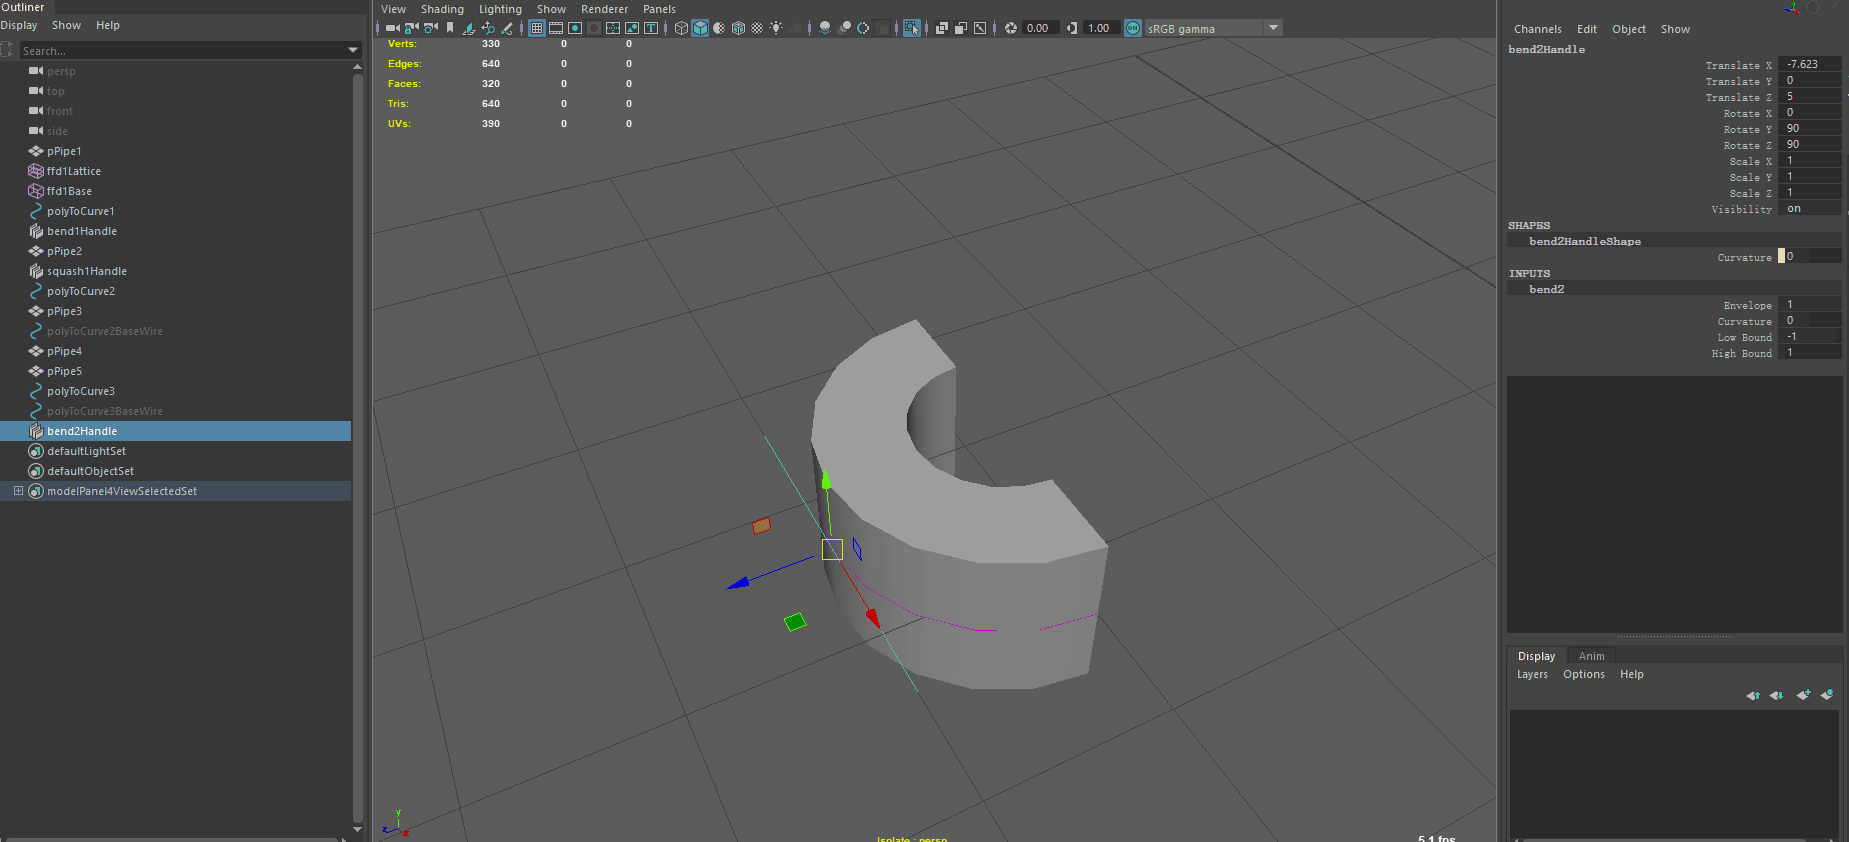 Outliner
Display Show Help
Search...
persp
top
front
side
pPipe1
ffd1Lattice
ffd1Base
polyToCurve1
bend1Handle
pPipe2
squash1Handle
polyToCurve2
pPipe3
polyToCurve2BaseWire
pPipe4
pPipe5
polyToCurve3
polyToCurve3BaseWire
bend2Handle
defaultLightSet
defaultObjectSet
modelPanel4ViewSelectedSet
View Shading Lighting Show Renderer Panels
0.00 1.00 ON sRGB gamma
Verts: 330 0 0
Edges: 640 0 0
Faces: 320 0 0
Tris: 640 0 0
UVs: 390 0 0
y
z x
Isolate : persp
5.1 fps
Channels Edit Object Show
bend2Handle
Translate X -7.623
Translate Y 0
Translate Z 5
Rotate X 0
Rotate Y 90
Rotate Z 90
Scale X 1
Scale Y 1
Scale Z 1
Visibility on
SHAPES
bend2HandleShape
Curvature 0
INPUTS
bend2
Envelope 1
Curvature 0
Low Bound -1
High Bound 1
Display Anim
Layers Options Help